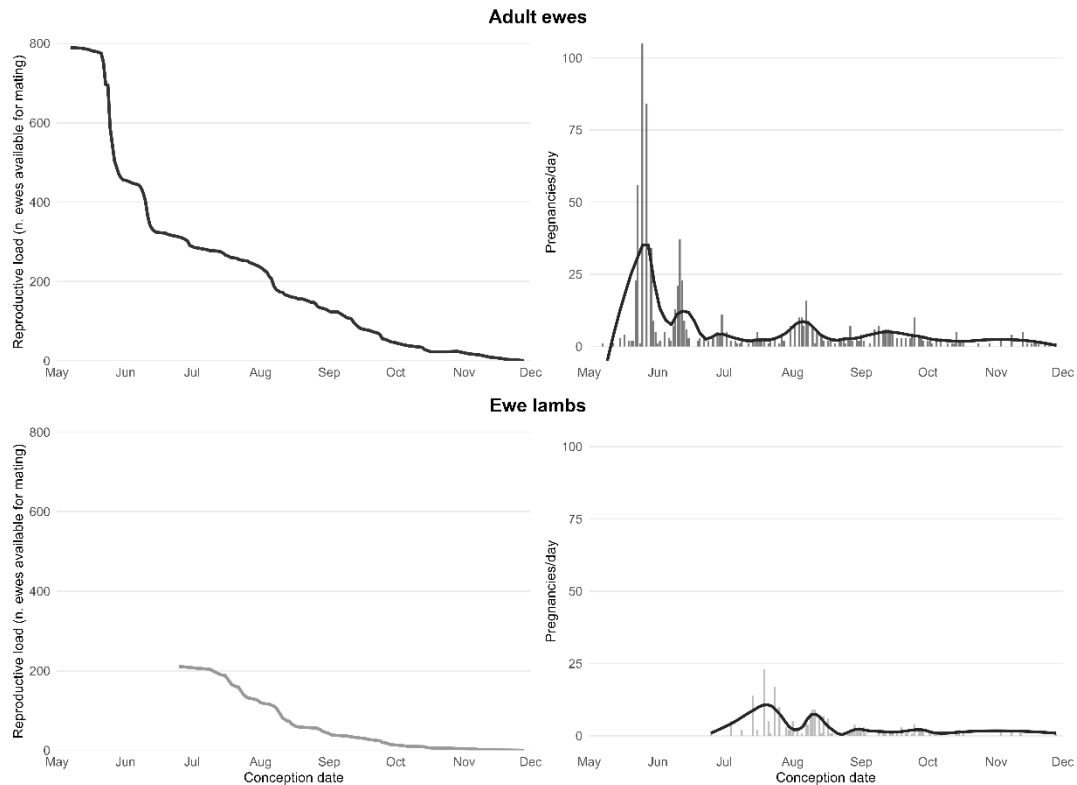 Adult ewes
Reproductive load (n. ewes available for mating)
800
600
400
200
0
May Jun Jul Aug Sep Oct Nov Dec
Pregnancies/day
100
75
50
25
0
May Jun Jul Aug Sep Oct Nov Dec
Ewe lambs
Reproductive load (n. ewes available for mating)
800
600
400
200
0
May Jun Jul Aug Sep Oct Nov Dec
Conception date
Pregnancies/day
100
75
50
25
0
May Jun Jul Aug Sep Oct Nov Dec
Conception date